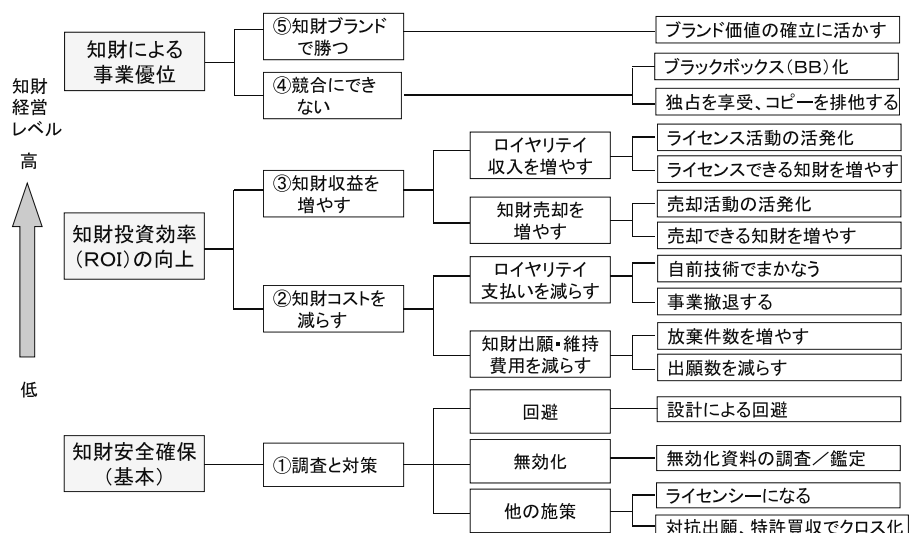 知財
経営
レベル
高
低
知財による
事業優位
⑤知財ブランド
で勝つ
ブランド価値の確立に活かす
④競合にでき
ない
ブラックボックス（BB）化
独占を享受、コピーを排他する
知財投資効率
（ROI）の向上
③知財収益を
増やす
ロイヤリテイ
収入を増やす
ライセンス活動の活発化
ライセンスできる知財を増やす
知財売却を
増やす
売却活動の活発化
売却できる知財を増やす
②知財コストを
減らす
ロイヤリテイ
支払いを減らす
自前技術でまかなう
事業撤退する
知財出願・維持
費用を減らす
放棄件数を増やす
出願数を減らす
知財安全確保
（基本）
①調査と対策
回避
設計による回避
無効化
無効化資料の調査／鑑定
他の施策
ライセンシーになる
対抗出願、特許買収でクロス化